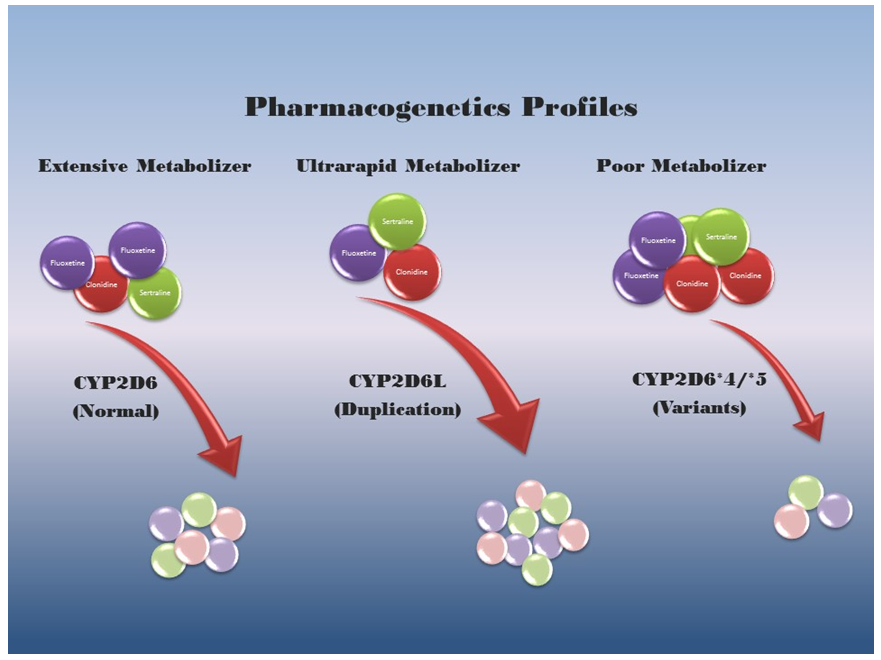 Pharmacogenetics Profiles
Extensive Metabolizer
Ultrarapid Metabolizer
Poor Metabolizer
Fluoxetine
Fluoxetine
Clonidine
Sertraline
Sertraline
Fluoxetine
Clonidine
Fluoxetine
Sertraline
Fluoxetine
Clonidine
Clonidine
CYP2D6
(Normal)
CYP2D6L
(Duplication)
CYP2D6*4/*5
(Variants)